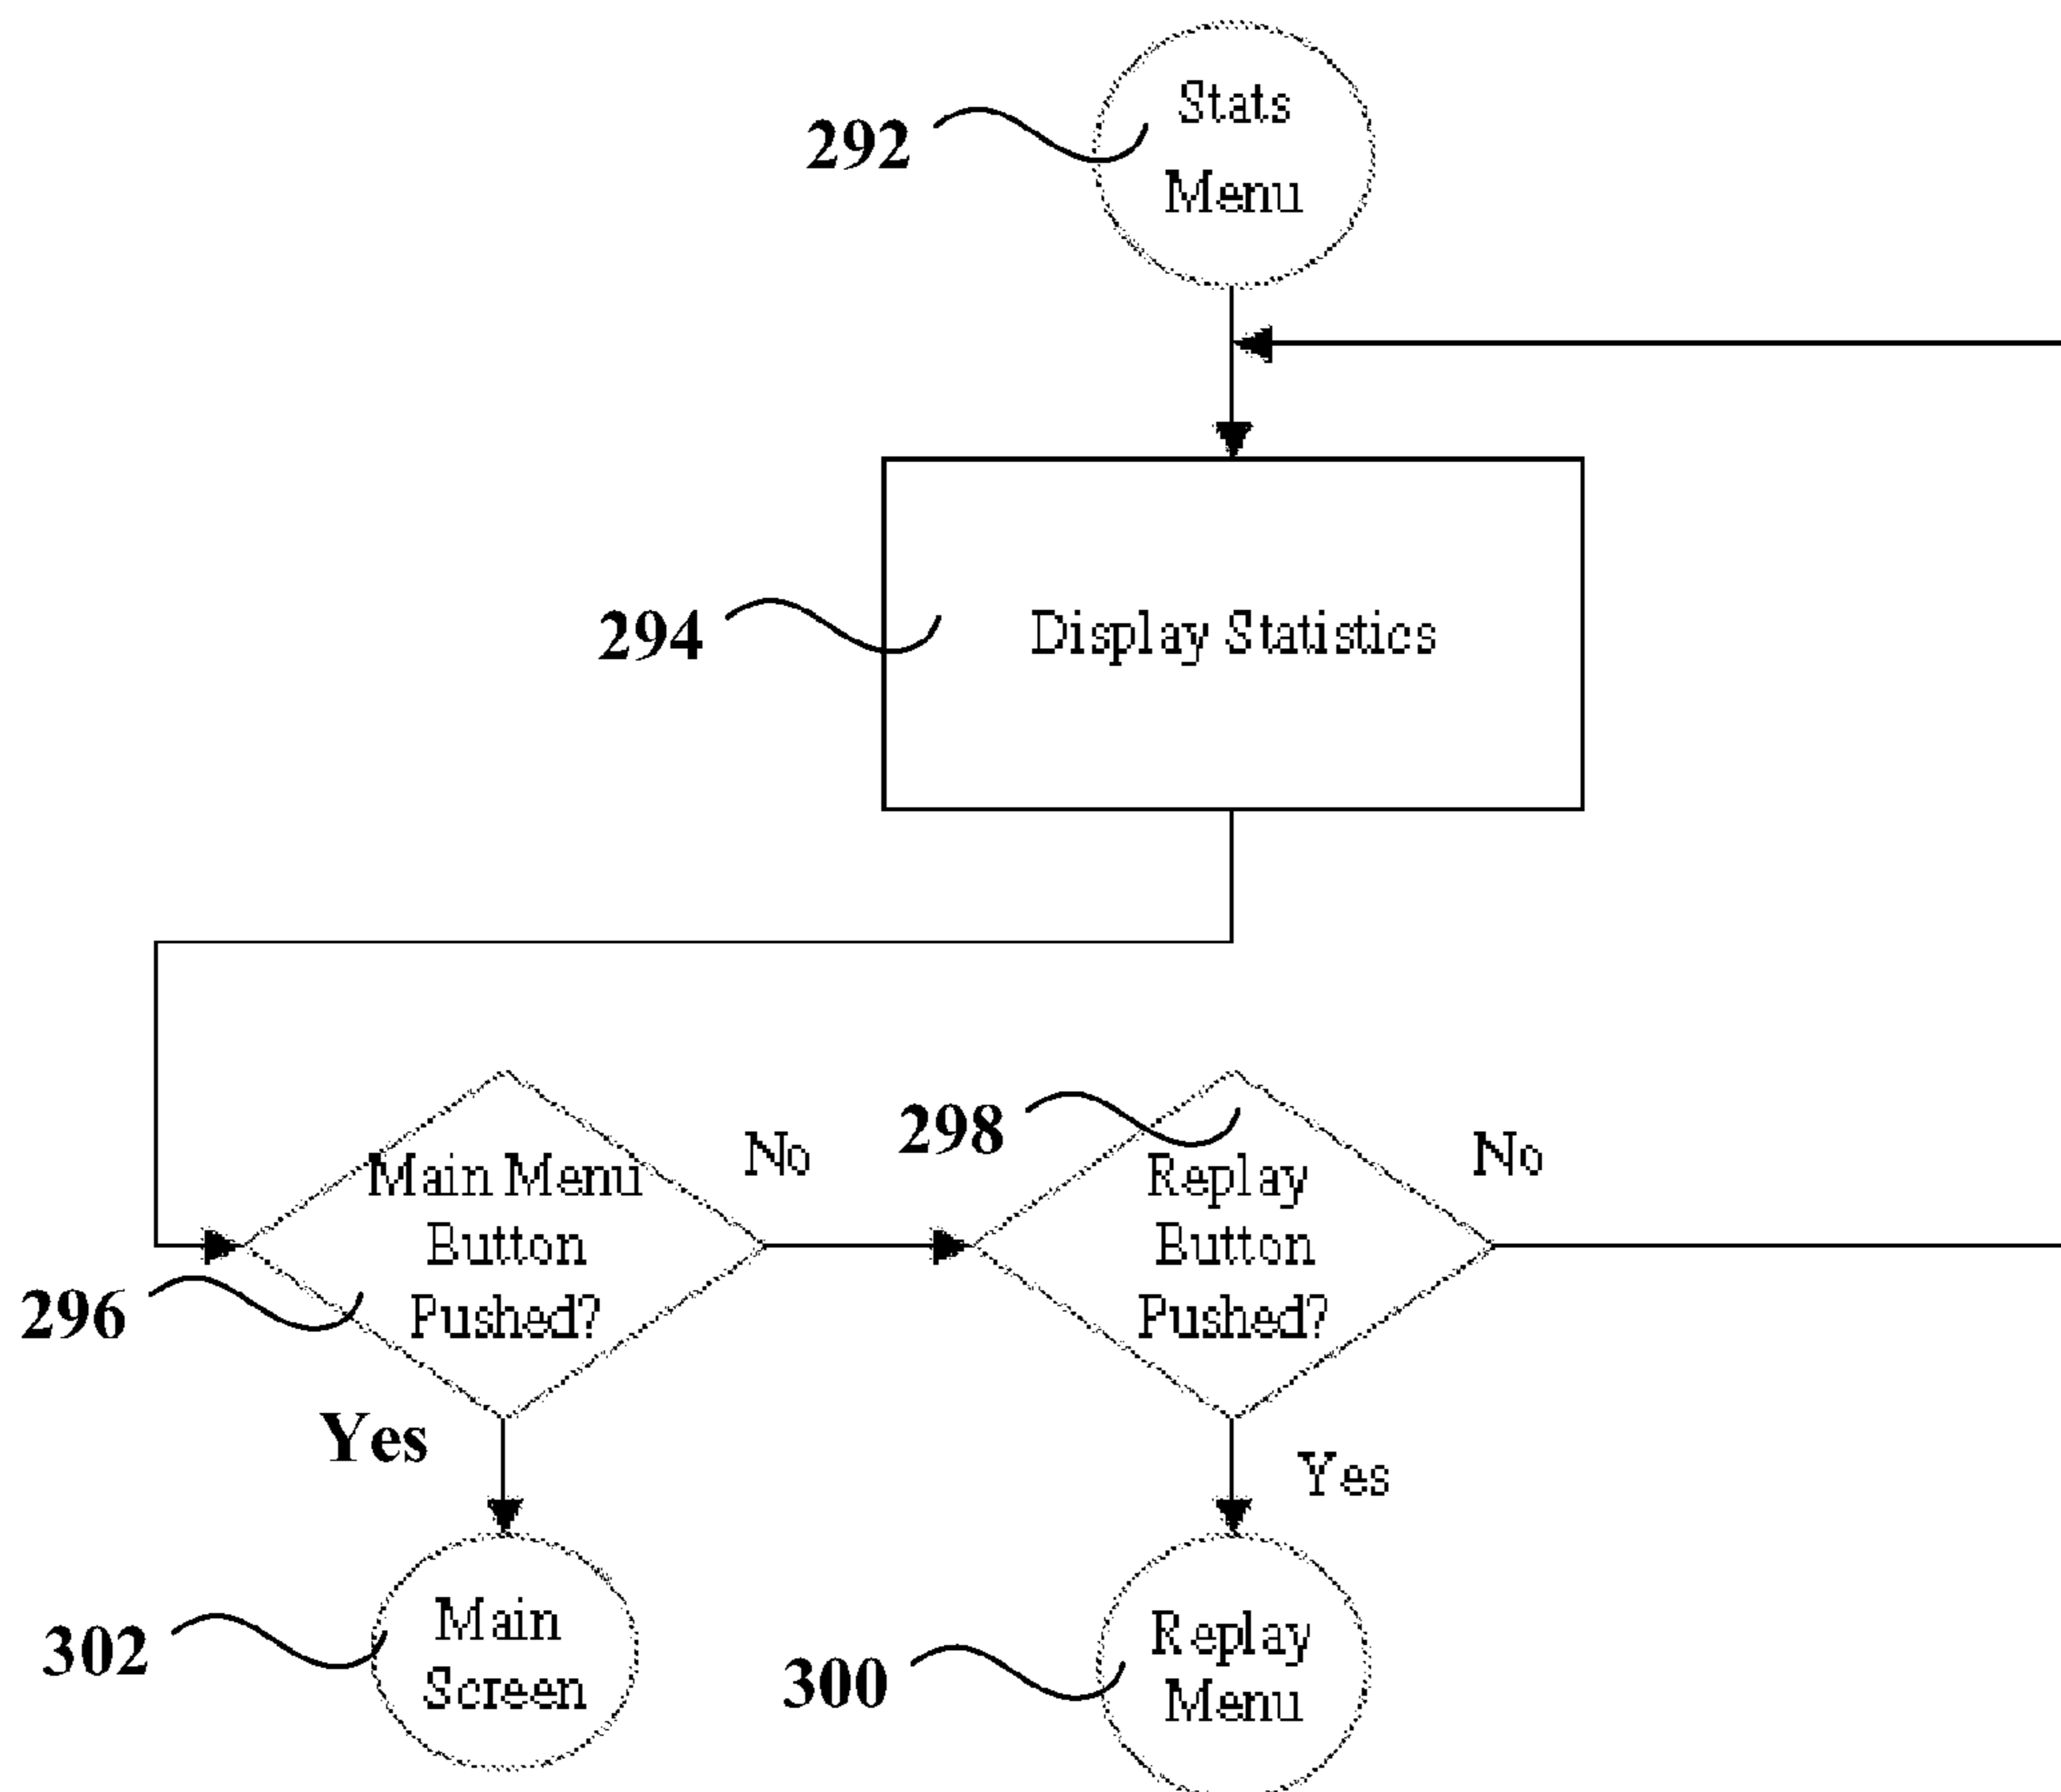 Stats
Menu
292
294
Display Statistics
296
Main Menu
Button
Pushed?
No
298
Replay
Button
Pushed?
No
Yes
Yes
302
Main
Screen
300
Replay
Menu